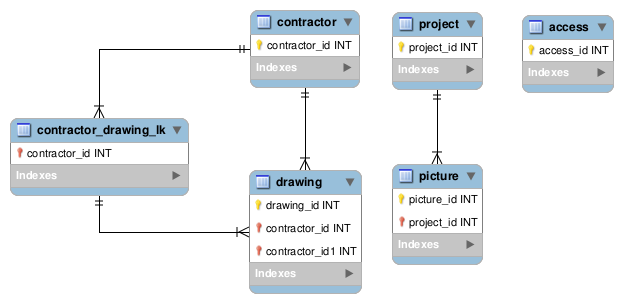 contractor
contractor_id INT
Indexes
project
project_id INT
Indexes
access
access_id INT
Indexes
contractor_drawing_lk
contractor_id INT
Indexes
drawing
drawing_id INT
contractor_id INT
contractor_id1 INT
Indexes
picture
picture_id INT
project_id INT
Indexes